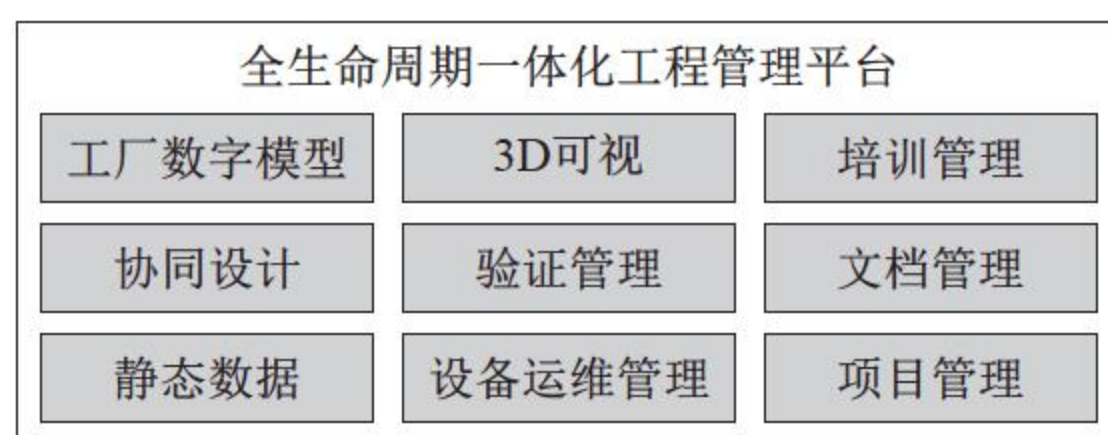 全生命周期一体化工程管理平台
工厂数字模型 3D可视 培训管理
协同设计 验证管理 文档管理
静态数据 设备运维管理 项目管理